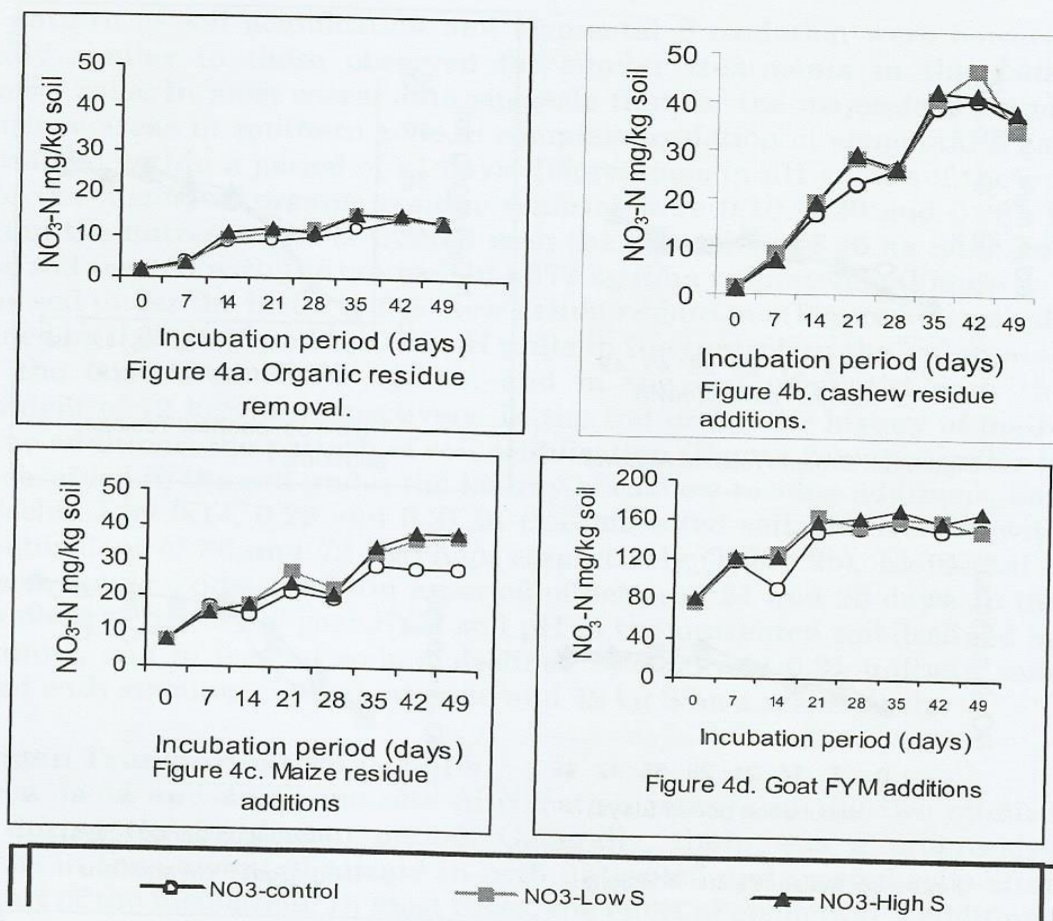 50
40
30
20
10
0
NO₃-N mg/kg soil
0 7 14 21 28 35 42 49
Incubation period (days)
Figure 4a. Organic residue
removal.
50
40
30
20
10
0
NO₃-N mg/kg soil
0 7 14 21 28 35 42 49
Incubation period (days)
Figure 4b. cashew residue
additions.
50
40
30
20
10
0
NO₃-N mg/kg soil
0 7 14 21 28 35 42 49
Incubation period (days)
Figure 4c. Maize residue
additions
200
160
120
80
40
0
NO₃-N mg/kg soil
0 7 14 21 28 35 42 49
Incubation period (days)
Figure 4d. Goat FYM additions
NO3-control NO3-Low S NO3-High S